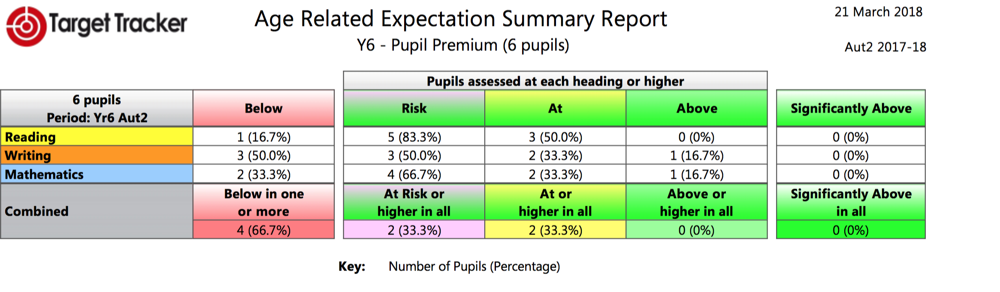 Target Tracker
Age Related Expectation Summary Report
21 March 2018
Y6 - Pupil Premium (6 pupils)
Aut2 2017-18
Pupils assessed at each heading or higher
6 pupils
Period: Yr6 Aut2
Below
Risk
At
Above
Significantly Above
Reading 1 (16.7%) 5 (83.3%) 3 (50.0%) 0 (0%) 0 (0%)
Writing 3 (50.0%) 3 (50.0%) 2 (33.3%) 1 (16.7%) 0 (0%)
Mathematics 2 (33.3%) 4 (66.7%) 2 (33.3%) 1 (16.7%) 0 (0%)
Combined
Below in one
or more
At Risk or
higher in all
At or
higher in all
Above or
higher in all
Significantly Above
in all
4 (66.7%) 2 (33.3%) 2 (33.3%) 0 (0%) 0 (0%)
Key: Number of Pupils (Percentage)